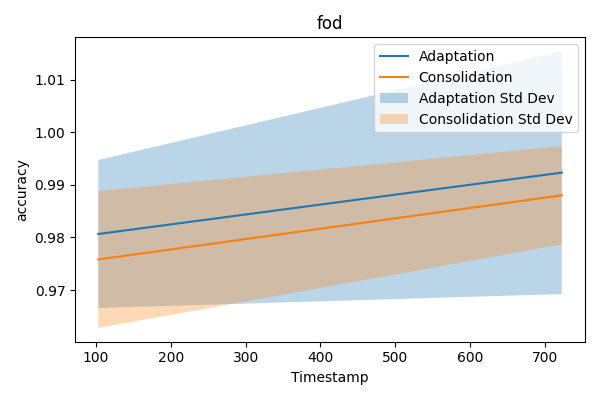 fod
Adaptation
Consolidation
Adaptation Std Dev
Consolidation Std Dev
accuracy
1.01
1.00
0.99
0.98
0.97
100 200 300 400 500 600 700
Timestamp